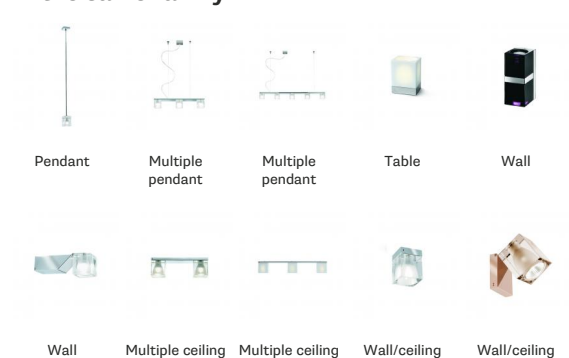 Pendant
Multiple
pendant
Multiple
pendant
Table
Wall
Wall
Multiple ceiling
Multiple ceiling
Wall/ceiling
Wall/ceiling